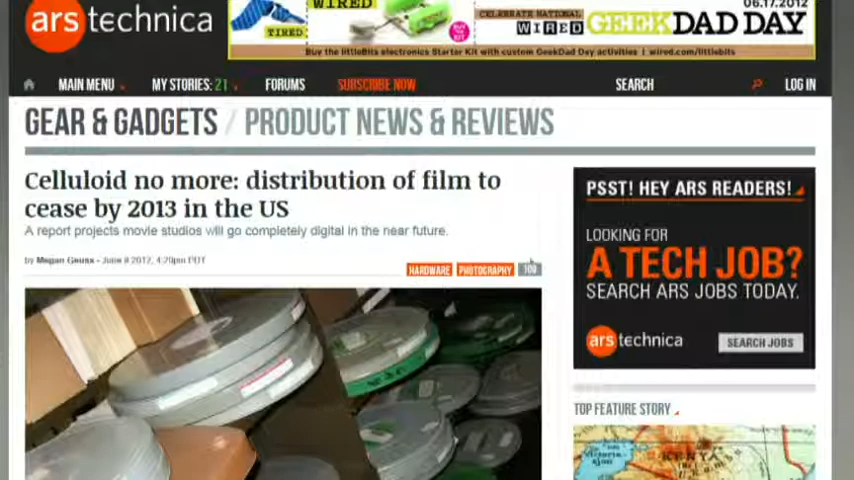 WIRED
06.17.2012
ars technica
TIRED
BUY IT
CELEBRATE NATIONAL
WIRED GEEKDAD DAY
Buy the littleBits electronics Starter Kit with custom GeekDad Day activities | wired.com/littlebits
MAIN MENU
MY STORIES: 21
FORUMS
SUBSCRIBE NOW
SEARCH
LOG IN
GEAR & GADGETS / PRODUCT NEWS & REVIEWS
Celluloid no more: distribution of film to
cease by 2013 in the US
A report projects movie studios will go completely digital in the near future.
by Megan Geuss - June 9 2012, 4:20pm PDT
HARDWARE
PHOTOGRAPHY
PSST! HEY ARS READERS!
LOOKING FOR
A TECH JOB?
SEARCH ARS JOBS TODAY.
ars technica
SEARCH JOBS
TOP FEATURE STORY
KENYA